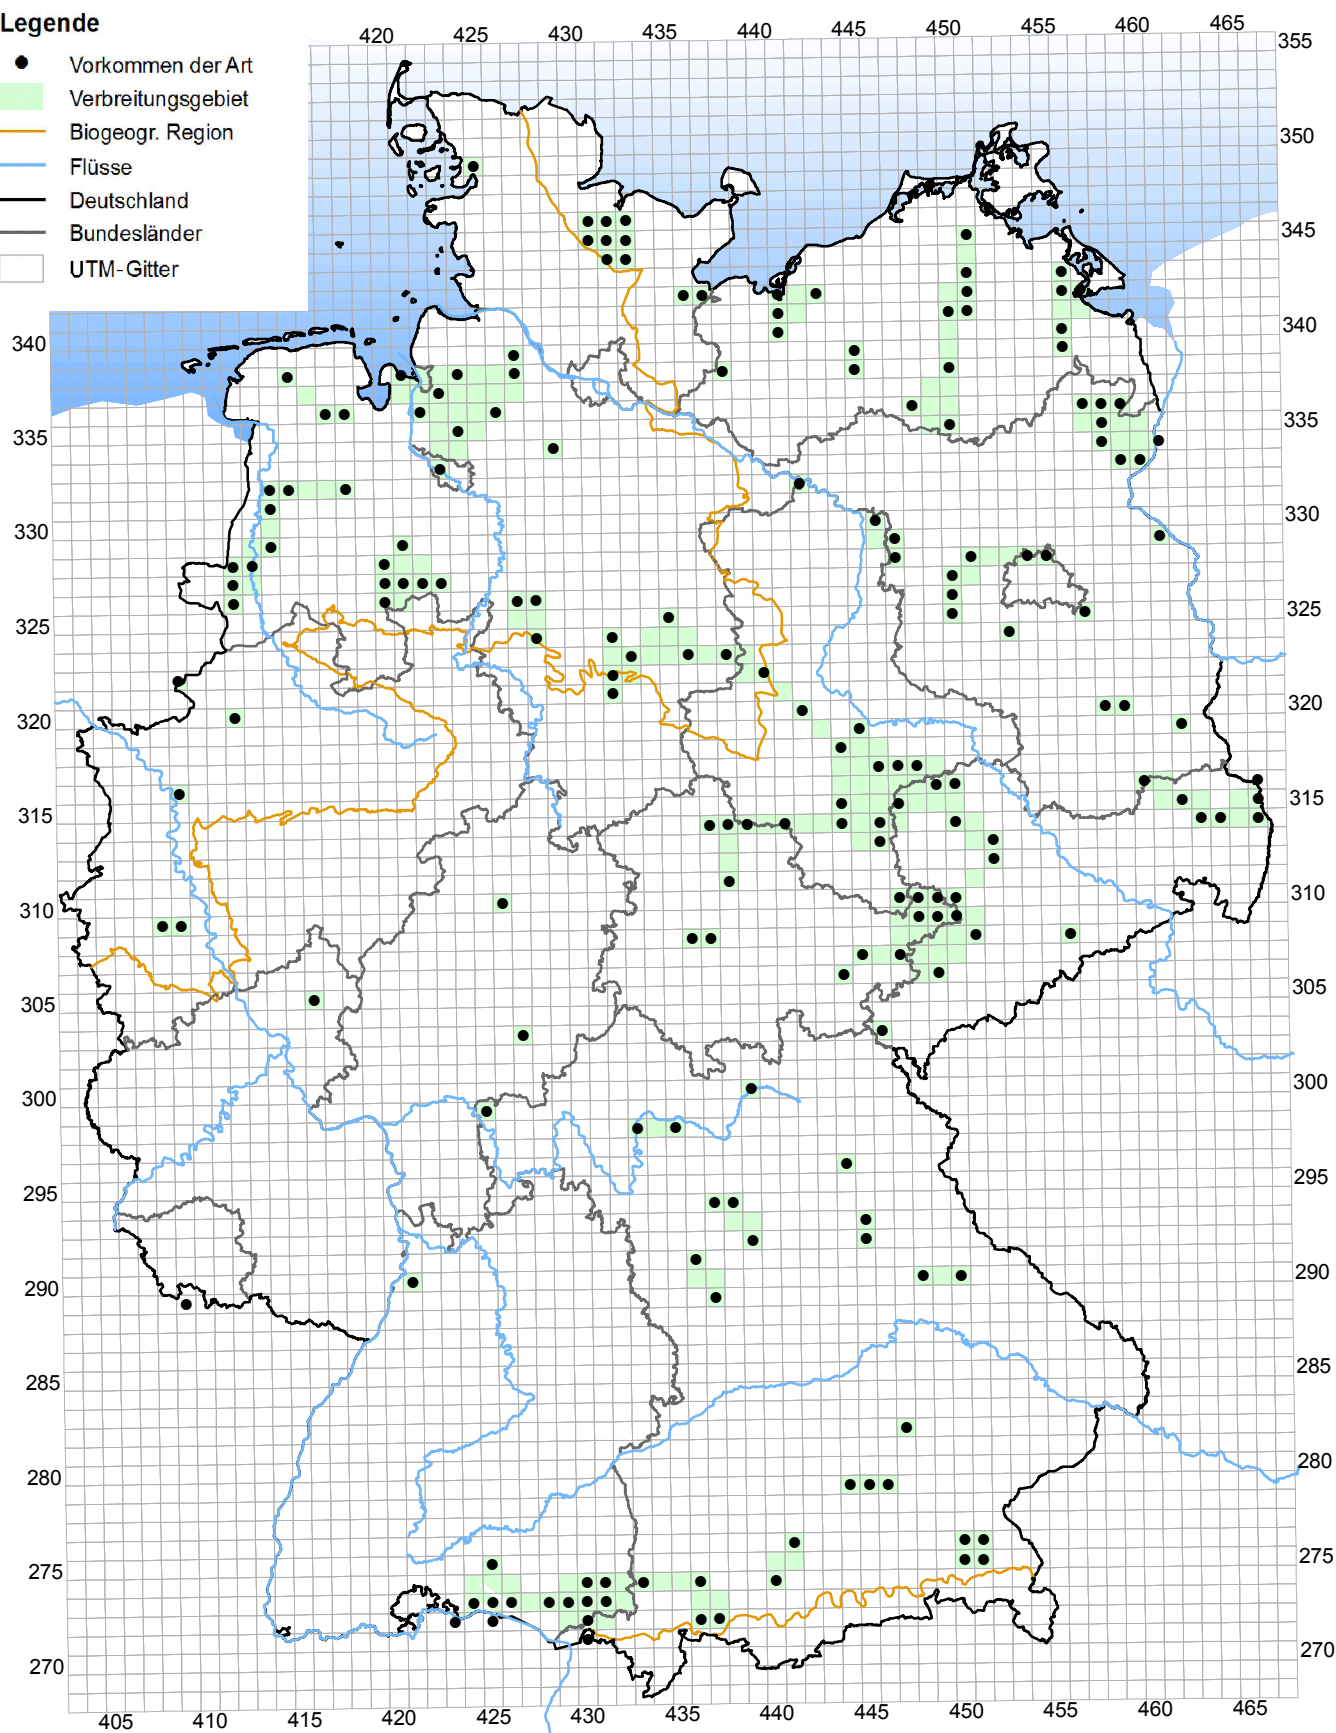 Legende
Vorkommen der Art
Verbreitungsgebiet
Biogeogr. Region
Flüsse
Deutschland
Bundesländer
UTM-Gitter
420 425 430 435 440 445 450 455 460 465
355
350
345
340 340
335 335
330 330
325 325
320 320
315 315
310 310
305 305
300 300
295 295
290 290
285 285
280 280
275 275
270 270
405 410 415 420 425 430 435 440 445 450 455 460 465